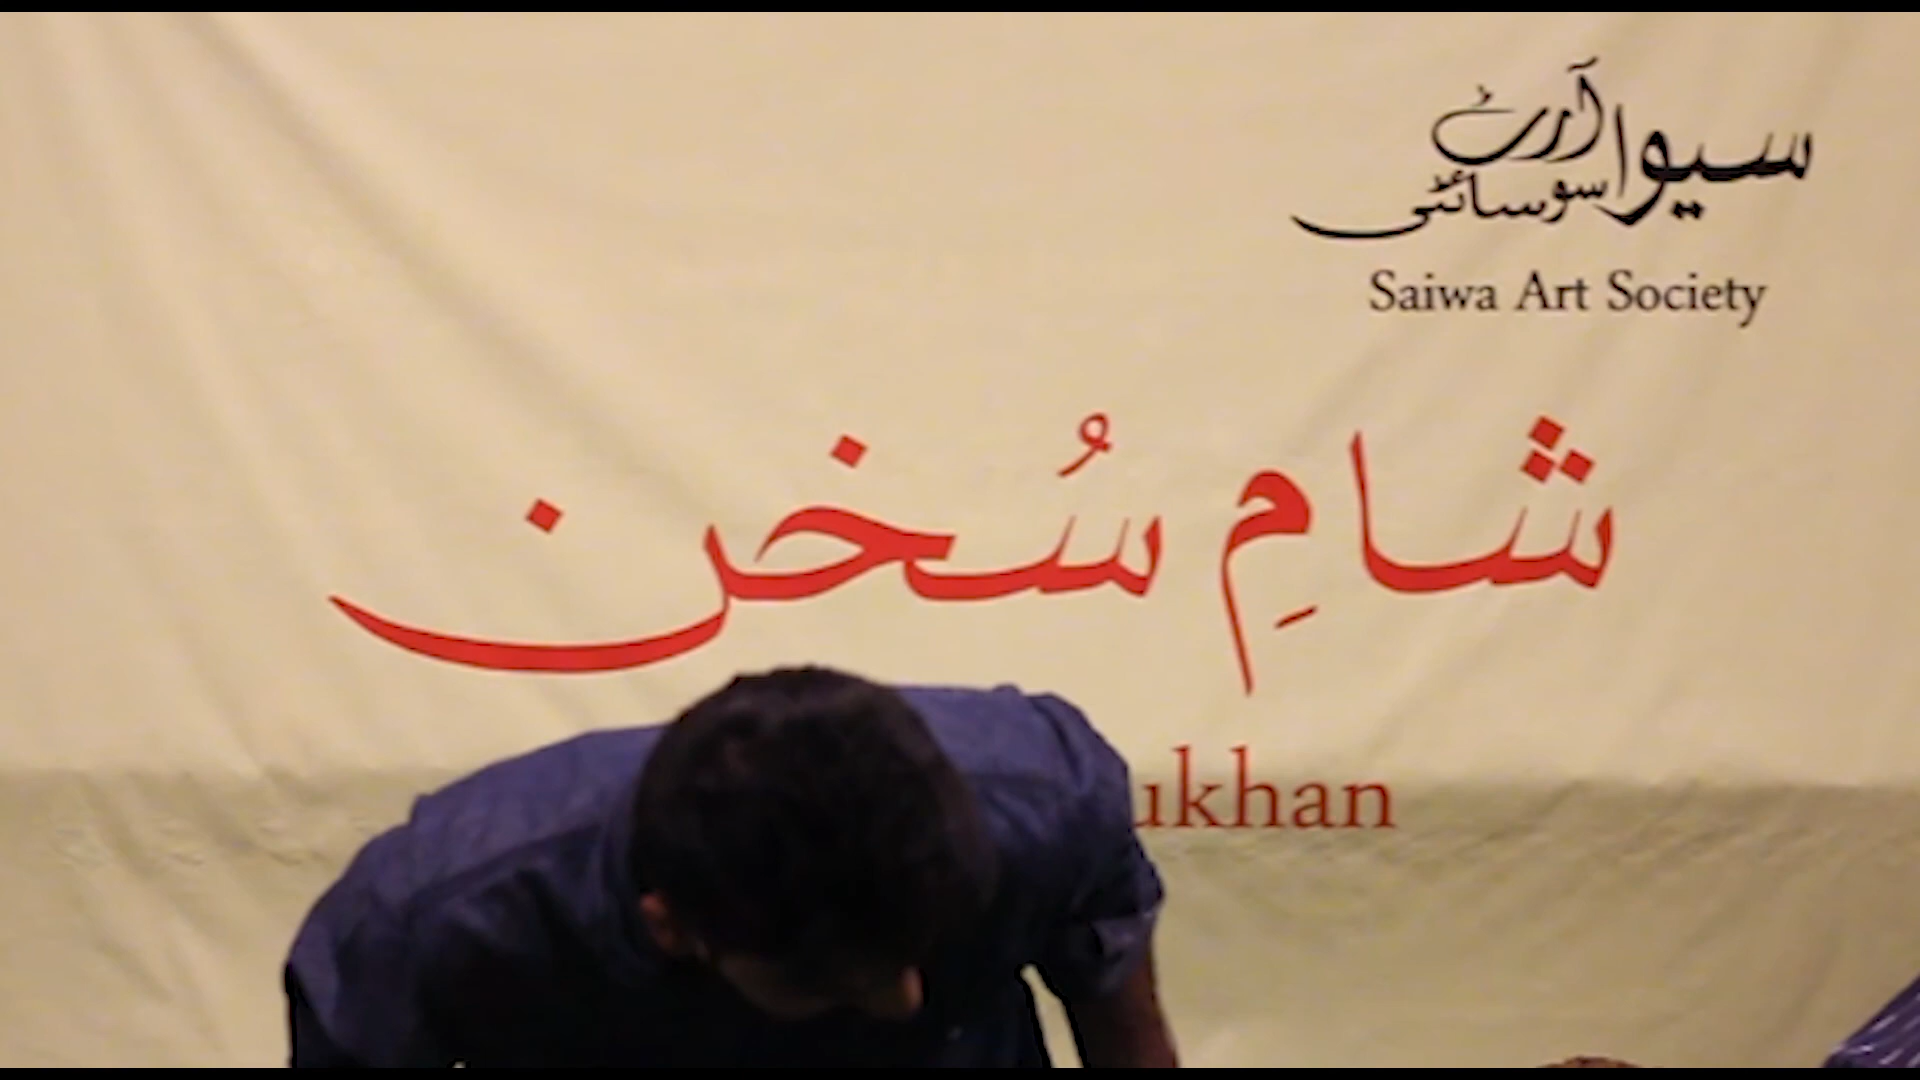 سیوا آرٹ
سوسائٹی
Saiwa Art Society
شامِ سُخن
ukhan